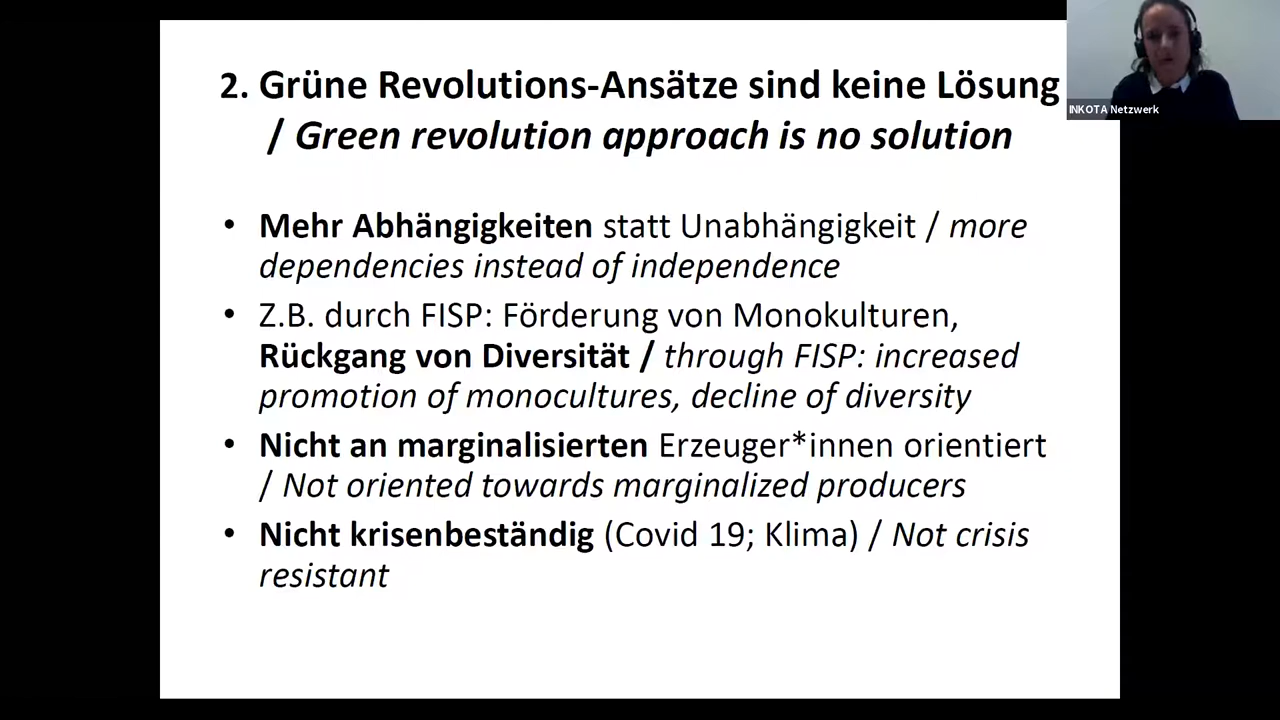 2. Grüne Revolutions-Ansätze sind keine Lösung
/ Green revolution approach is no solution
• Mehr Abhängigkeiten statt Unabhängigkeit / more
dependencies instead of independence
• Z.B. durch FISP: Förderung von Monokulturen,
Rückgang von Diversität / through FISP: increased
promotion of monocultures, decline of diversity
• Nicht an marginalisierten Erzeuger*innen orientiert
/ Not oriented towards marginalized producers
• Nicht krisenbeständig (Covid 19; Klima) / Not crisis
resistant
INKOTA Netzwerk